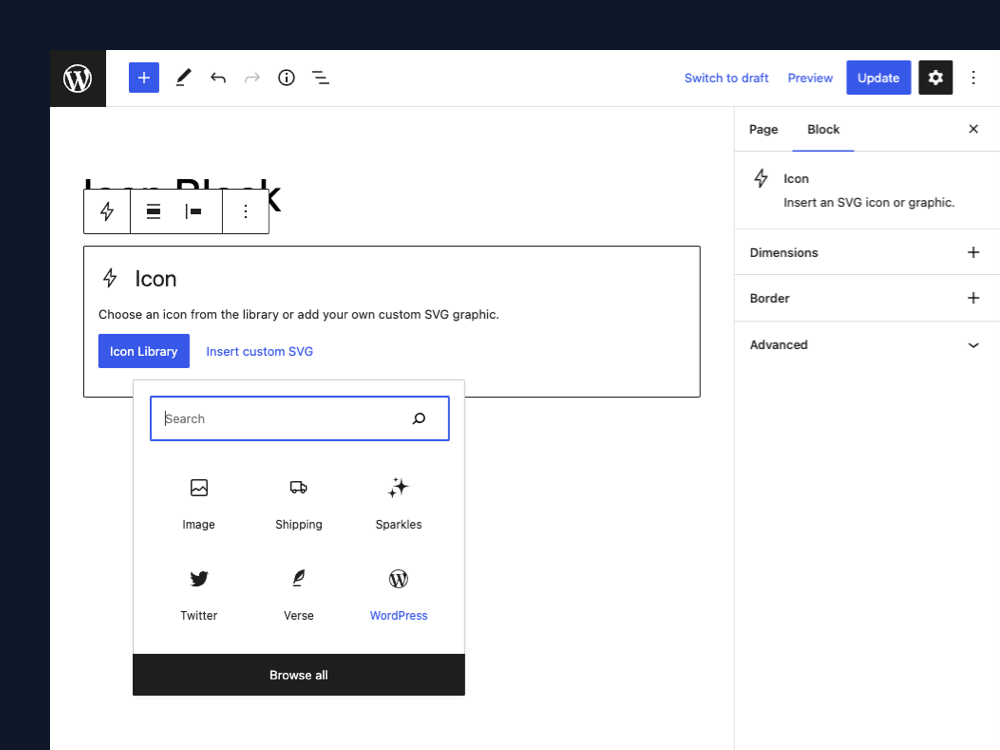 Switch to draft
Preview
Update
Page
Block
Icon Block
Icon
Insert an SVG icon or graphic.
Dimensions
Border
Advanced
Icon
Choose an icon from the library or add your own custom SVG graphic.
Icon Library
Insert custom SVG
Search
Image
Shipping
Sparkles
Twitter
Verse
WordPress
Browse all